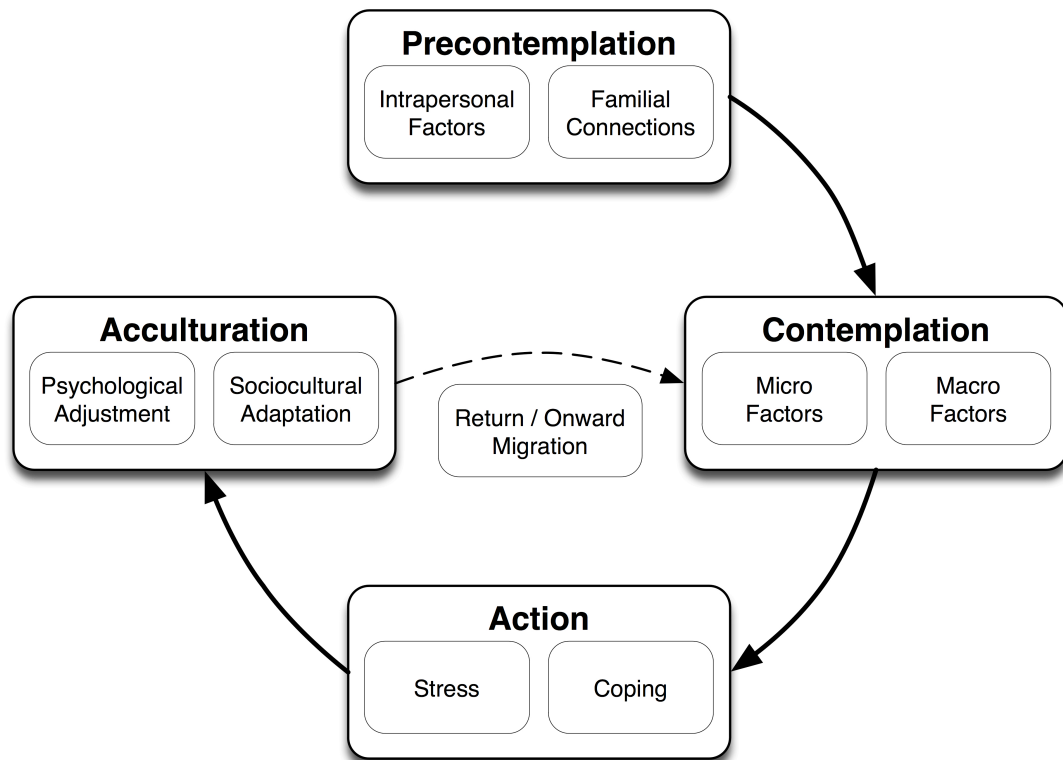 Precontemplation
Intrapersonal
Factors
Familial
Connections
Acculturation
Psychological
Adjustment
Sociocultural
Adaptation
Return / Onward
Migration
Contemplation
Micro
Factors
Macro
Factors
Action
Stress
Coping